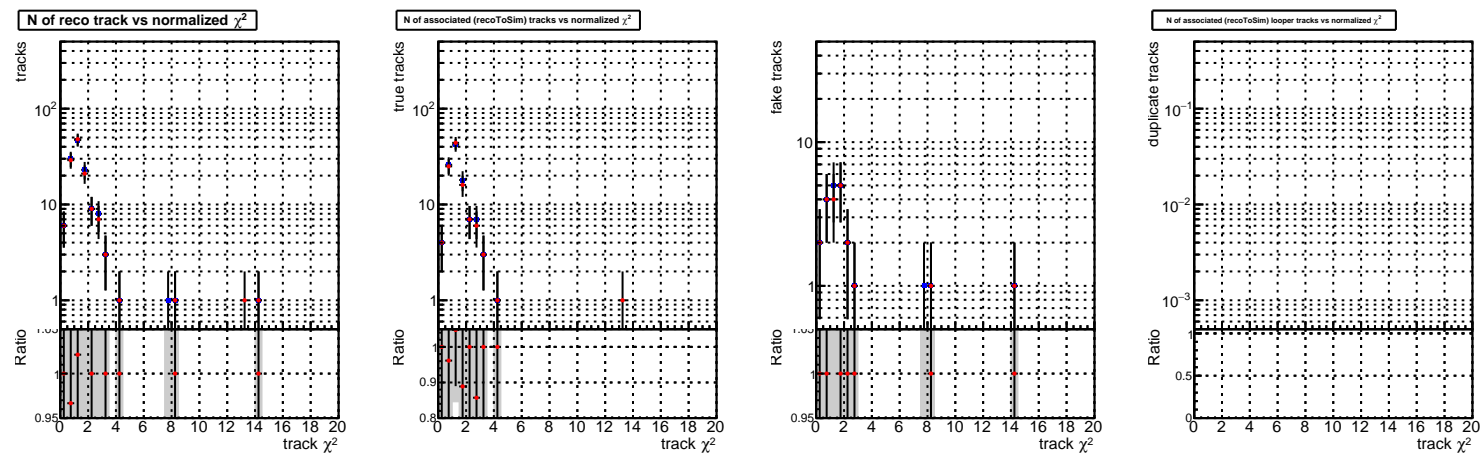 N of reco track vs normalized χ²
tracks
10²
10
1
Ratio
1.05
1
0.95
0 2 4 6 8 10 12 14 16 18 20
track χ²
N of associated (recoToSim) tracks vs normalized χ²
true tracks
10²
10
1
Ratio
1
0.9
0.8
0 2 4 6 8 10 12 14 16 18 20
track χ²
fake tracks
10
1
Ratio
1.05
1
0.95
0 2 4 6 8 10 12 14 16 18 20
track χ²
N of associated (recoToSim) looper tracks vs normalized χ²
duplicate tracks
10⁻¹
10⁻²
10⁻³
Ratio
1
0.5
0
0 2 4 6 8 10 12 14 16 18 20
track χ²